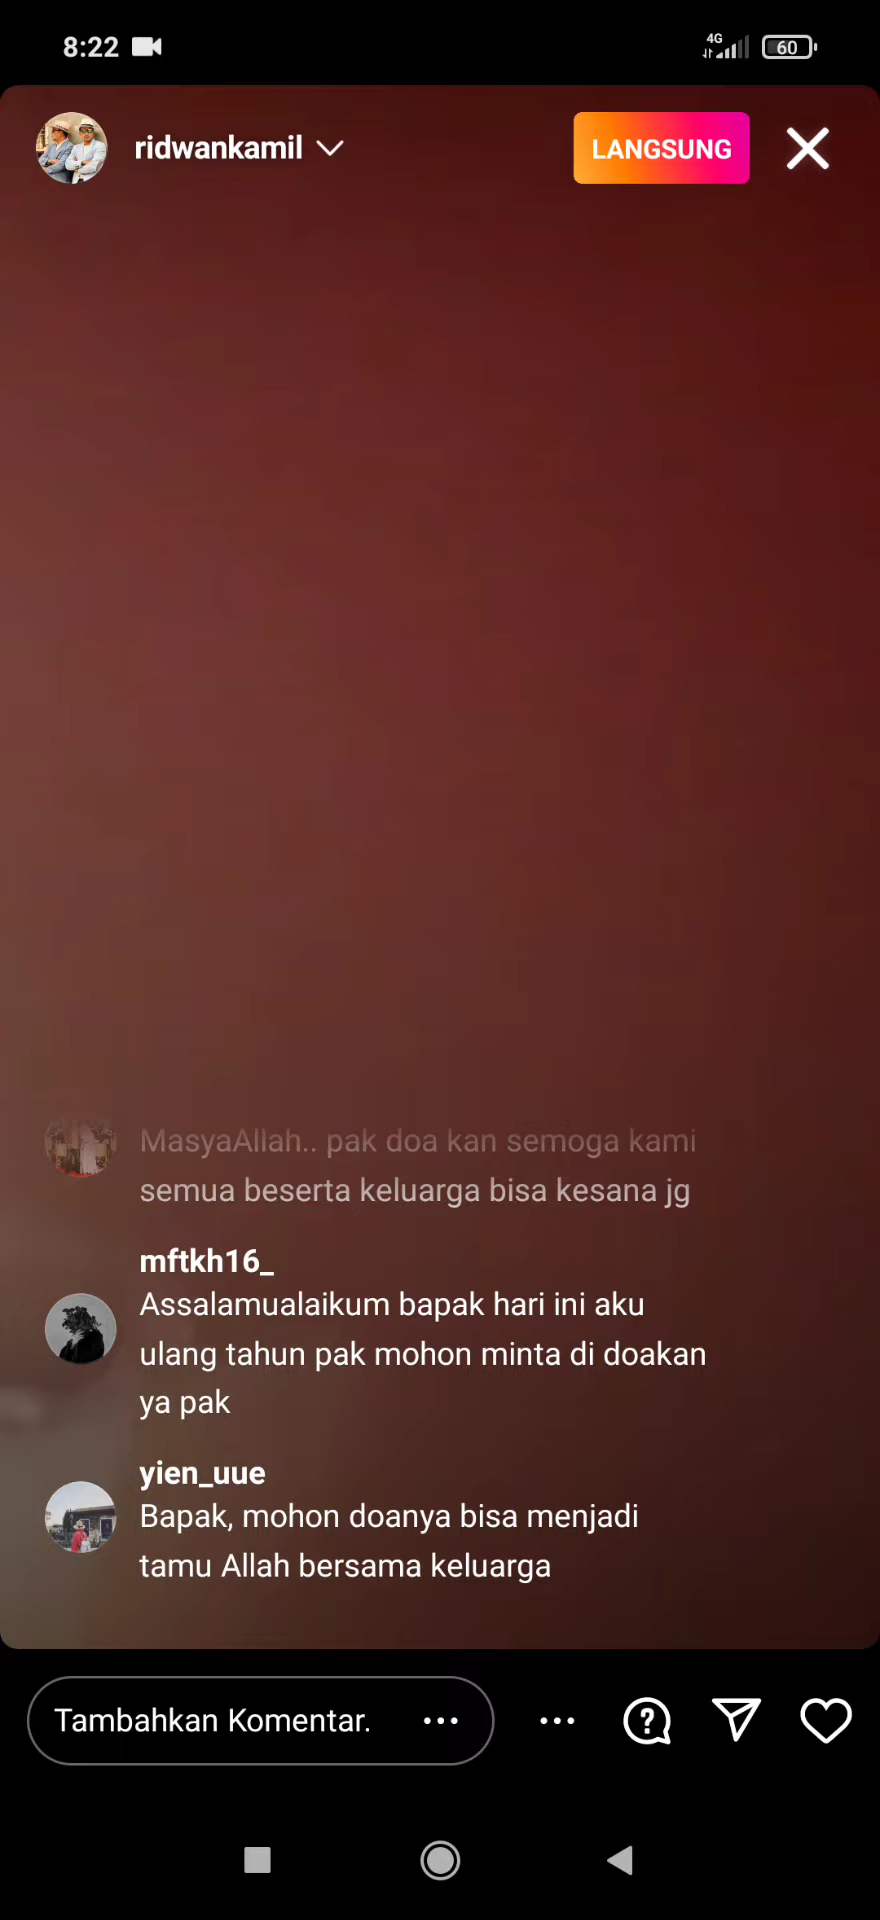 8:22
4G
60
ridwankamil
LANGSUNG
MasyaAllah.. pak doa kan semoga kami
semua beserta keluarga bisa kesana jg
mftkh16_
Assalamualaikum bapak hari ini aku
ulang tahun pak mohon minta di doakan
ya pak
yien_uue
Bapak, mohon doanya bisa menjadi
tamu Allah bersama keluarga
Tambahkan Komentar.